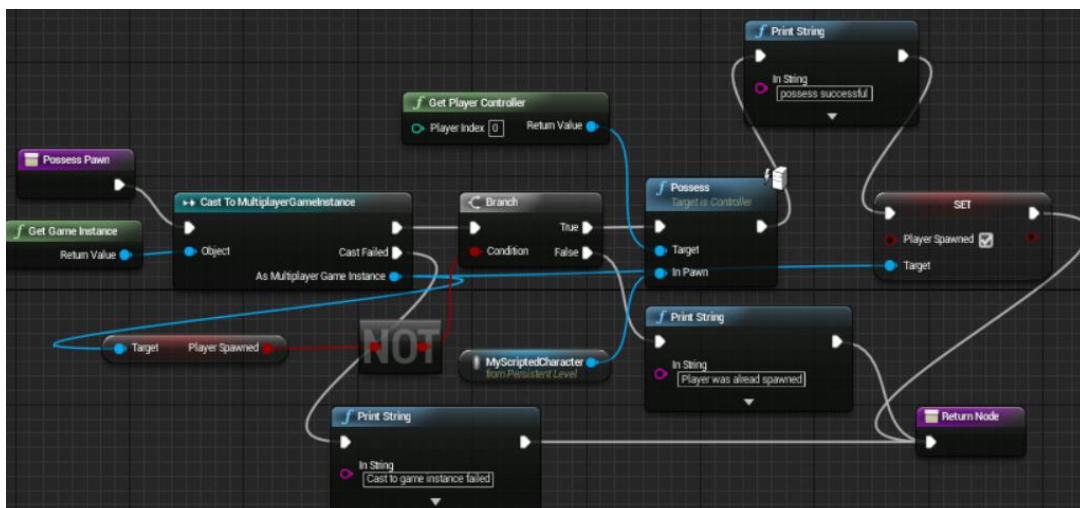 Print String
In String
possess successful
Get Player Controller
Player Index 0 Return Value
Possess Pawn
Cast To MultiplayerGameInstance
Object
Cast Failed
As Multiplayer Game Instance
Get Game Instance
Return Value
Branch
True
Condition False
Possess
Target is Controller
Target
In Pawn
SET
Player Spawned
Target
Target Player Spawned
NOT
MyScriptedCharacter
from Persistent Level
Print String
In String
Player was alread spawned
Print String
In String
Cast to game instance failed
Return Node